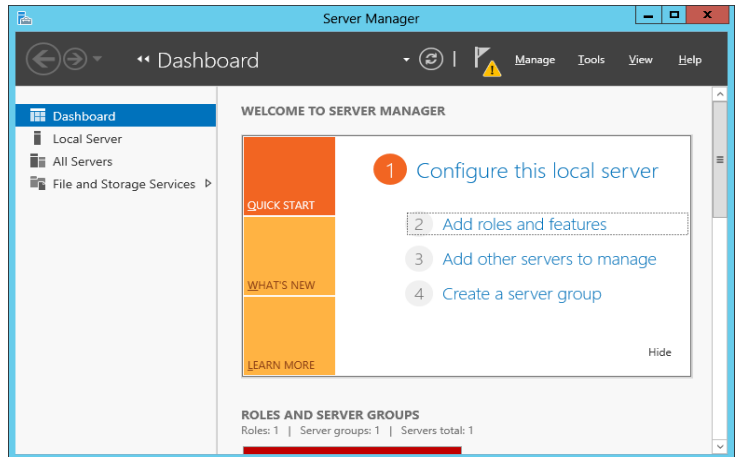 Server Manager
Dashboard
Manage Tools View Help
Dashboard
Local Server
All Servers
File and Storage Services
WELCOME TO SERVER MANAGER
QUICK START
WHAT'S NEW
LEARN MORE
1 Configure this local server
2 Add roles and features
3 Add other servers to manage
4 Create a server group
Hide
ROLES AND SERVER GROUPS
Roles: 1 | Server groups: 1 | Servers total: 1